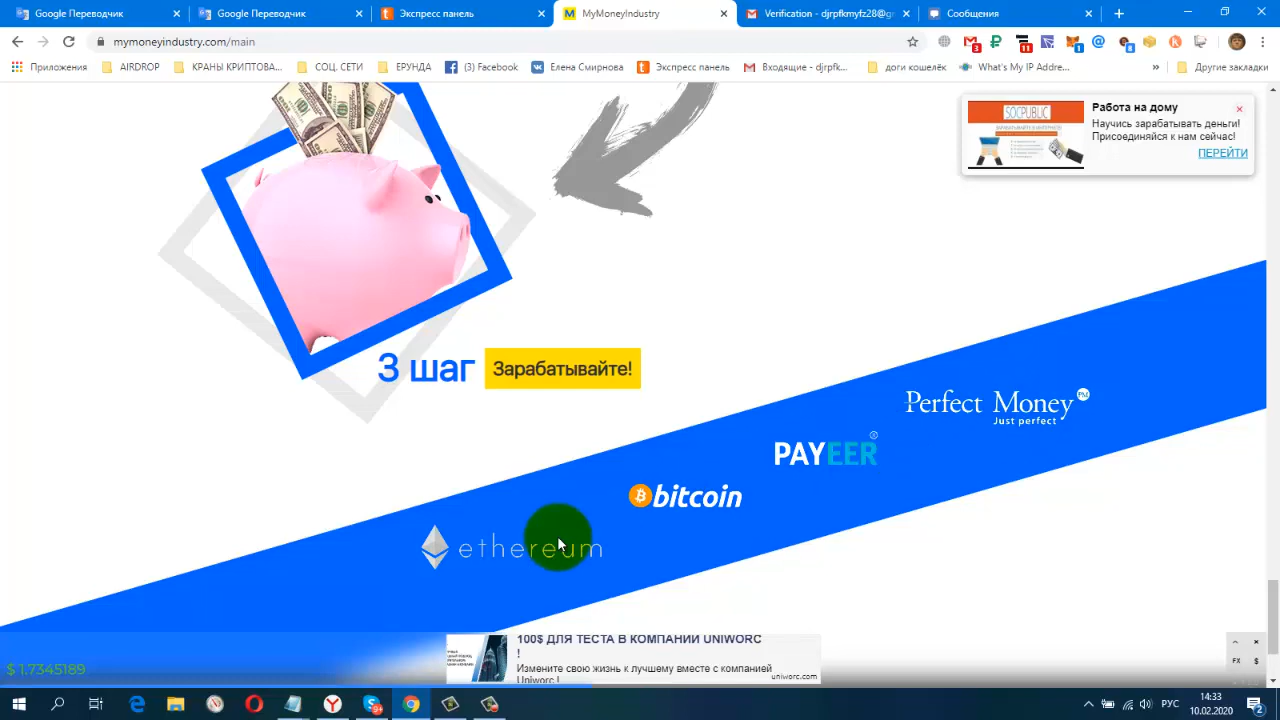 Google Переводчик
Google Переводчик
Экспресс панель
MyMoneyIndustry
Verification - djrpfkmyfz28@g
Сообщения
mymoneyindustry.com/main
Приложения
AIRDROP
КРАНЫ КРИПТОВА...
СОЦ. СЕТИ
ЕРУНДА
(3) Facebook
Елена Смирнова
Экспресс панель
Входящие - djrpfk...
доги кошелёк
What's My IP Addre...
Другие закладки
SOCPUBLIC
Работа на дому
Научись зарабатывать деньги!
Присоединяйся к нам сейчас!
ПЕРЕЙТИ
3 шаг
Зарабатывайте!
Perfect Money PM
Just perfect
PAYEER
bitcoin
ethereum
100$ ДЛЯ ТЕСТА В КОМПАНИИ UNIWORC
!
Измените свою жизнь к лучшему вместе с компанией
Uniworc !
uniworc.com
FX $
$ 1.7345189
РУС
14:33
10.02.2020